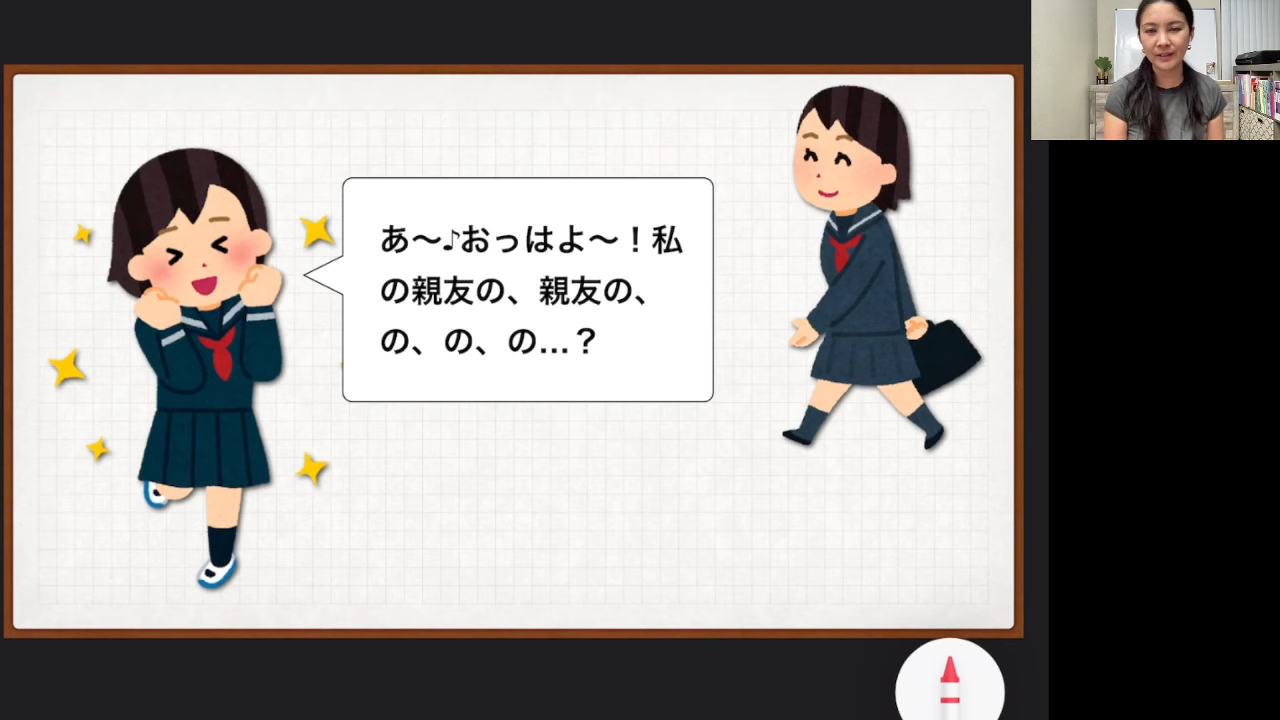 あ〜♪おっはよ〜！私
の親友の、親友の、
の、の、の…？